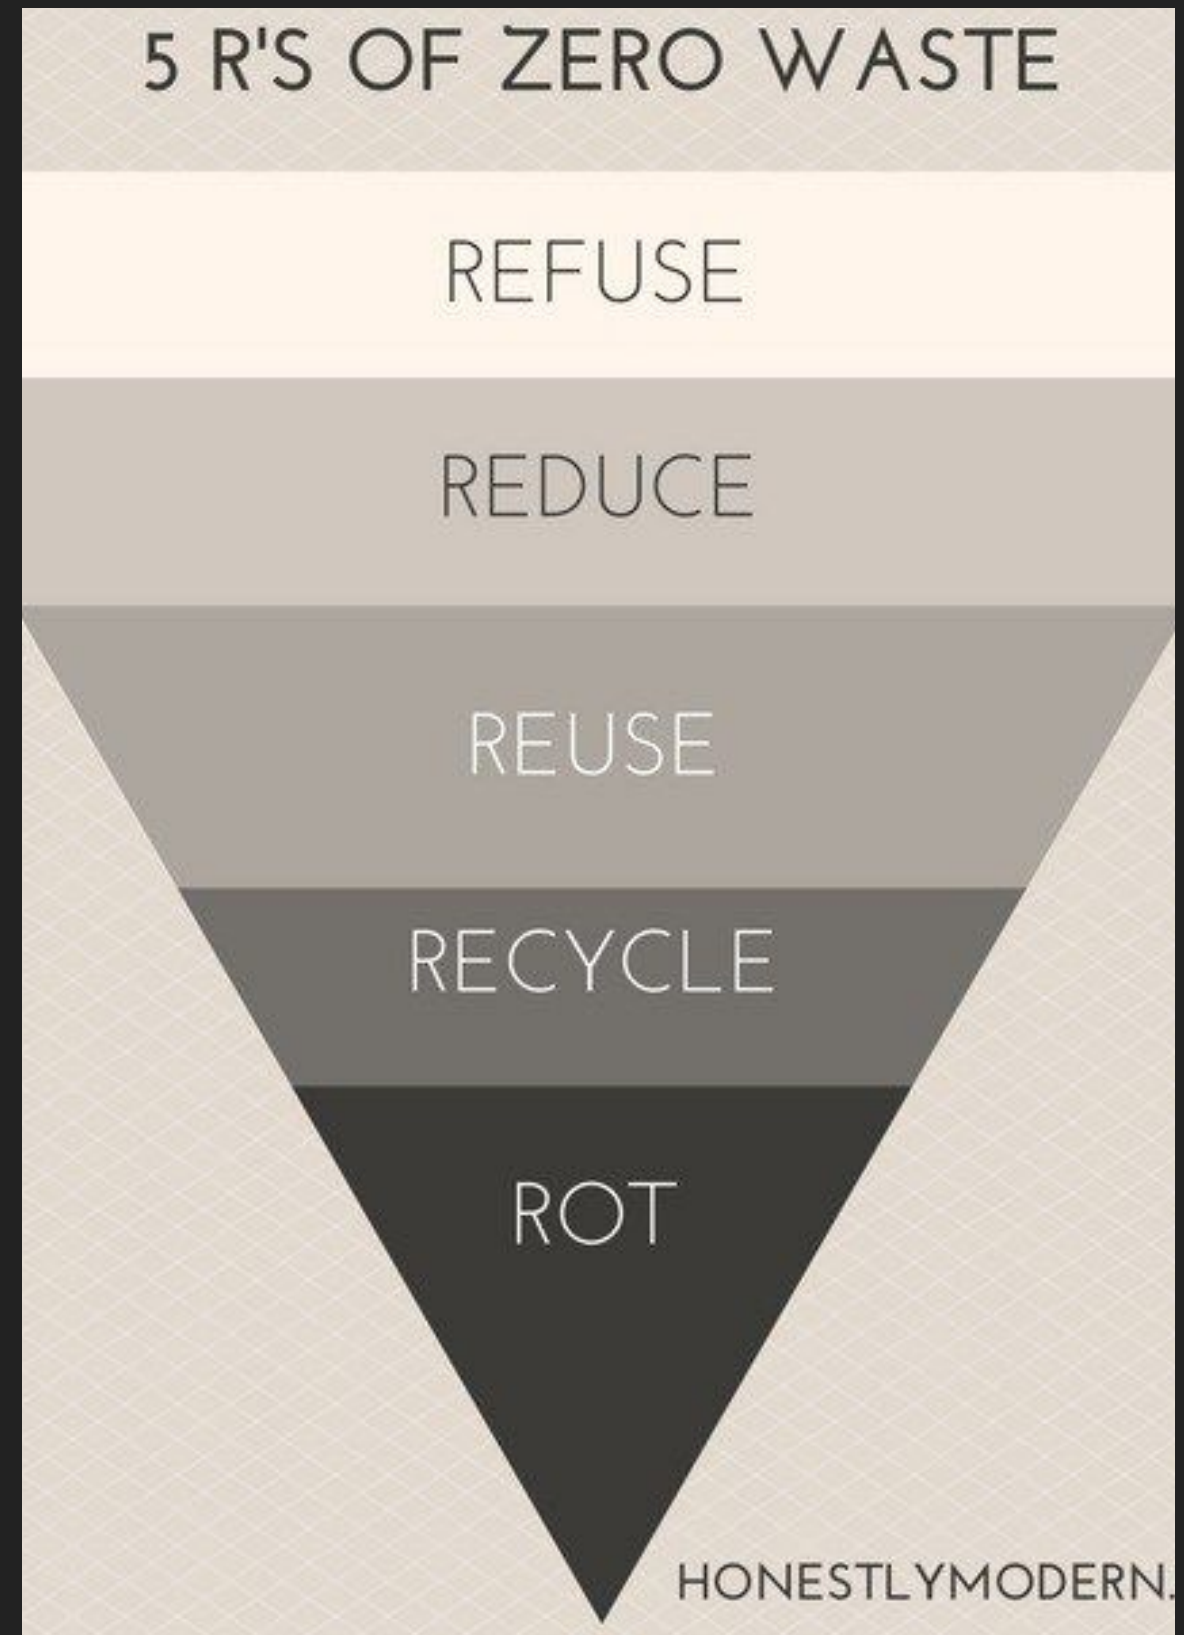 5 R'S OF ZERO WASTE
REFUSE
REDUCE
REUSE
RECYCLE
ROT
HONESTLYMODERN.